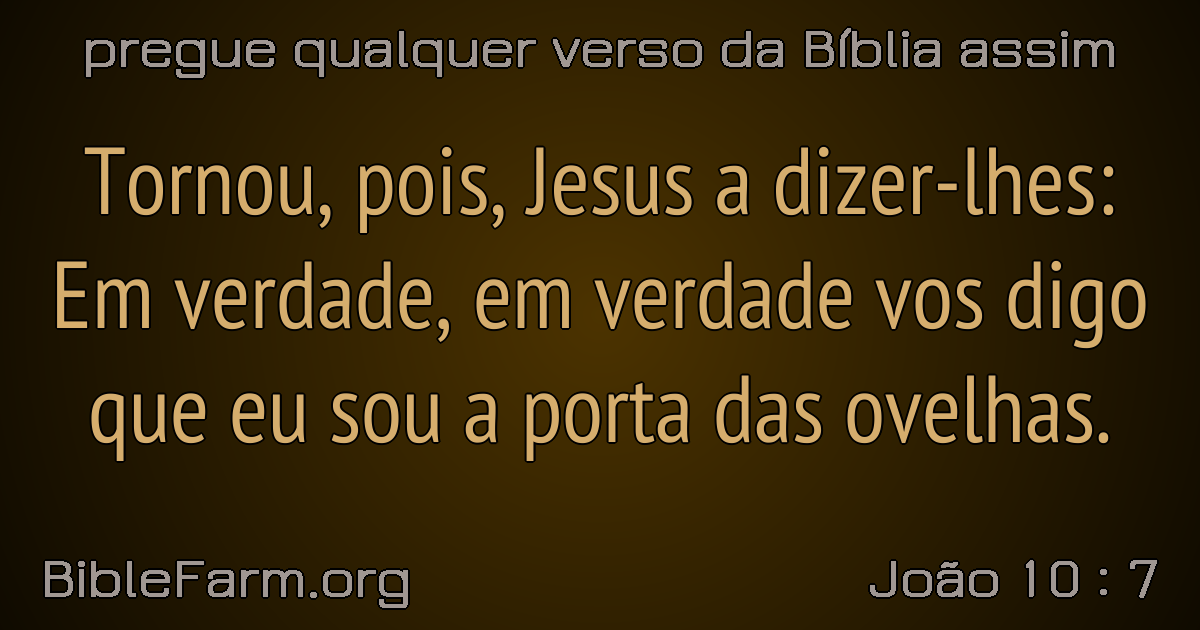 pregue qualquer verso da Bíblia assim
Tornou, pois, Jesus a dizer-lhes:
Em verdade, em verdade vos digo
que eu sou a porta das ovelhas.
BibleFarm.org
João 10 : 7